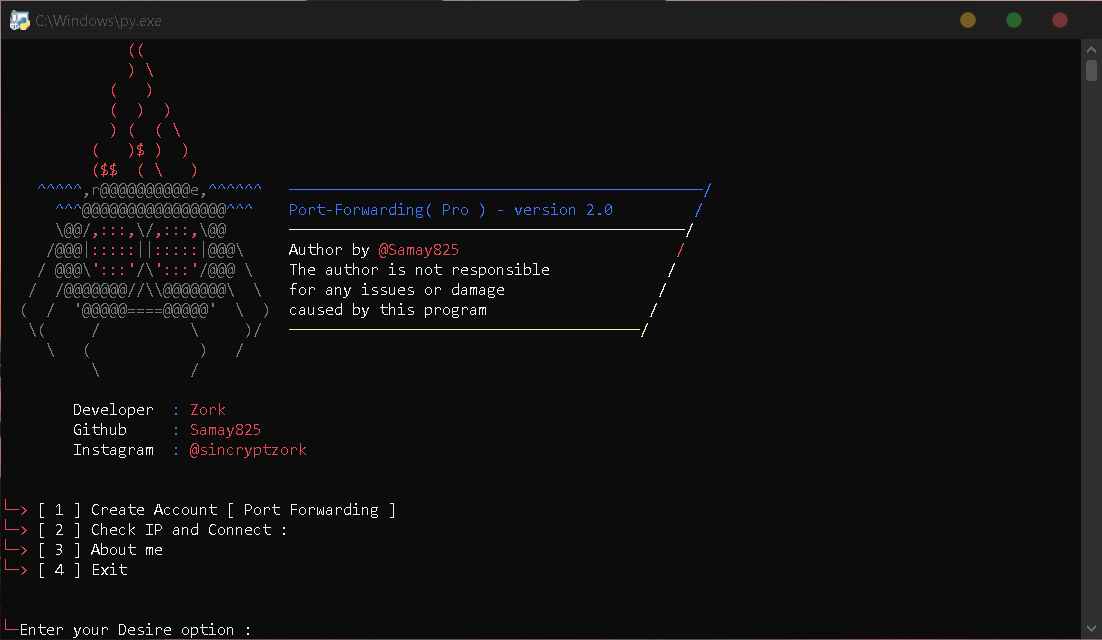 C:\Windows\py.exe
((
) \
(   )
(  )  )
) (  ( \
(   )$ )  )
($$  ( \   )
^^^^^,r@@@@@@@@@@e,^^^^^^
^^^@@@@@@@@@@@@@@@@^^^
\@@/,:::,\/,:::,\@@
/@@@|:::::||:::::|@@@\
/ @@@\':::'/\':::'/@@@ \
/  /@@@@@@@//\\@@@@@@@\  \
(  /  '@@@@@====@@@@@'  \  )
\(     /          \     )/
\   (            )   /
\          /
Port-Forwarding( Pro ) - version 2.0
Author by @Samay825
The author is not responsible
for any issues or damage
caused by this program
Developer  : Zork
Github     : Samay825
Instagram  : @sincryptzork
└─> [ 1 ] Create Account [ Port Forwarding ]
└─> [ 2 ] Check IP and Connect :
└─> [ 3 ] About me
└─> [ 4 ] Exit
└─Enter your Desire option :